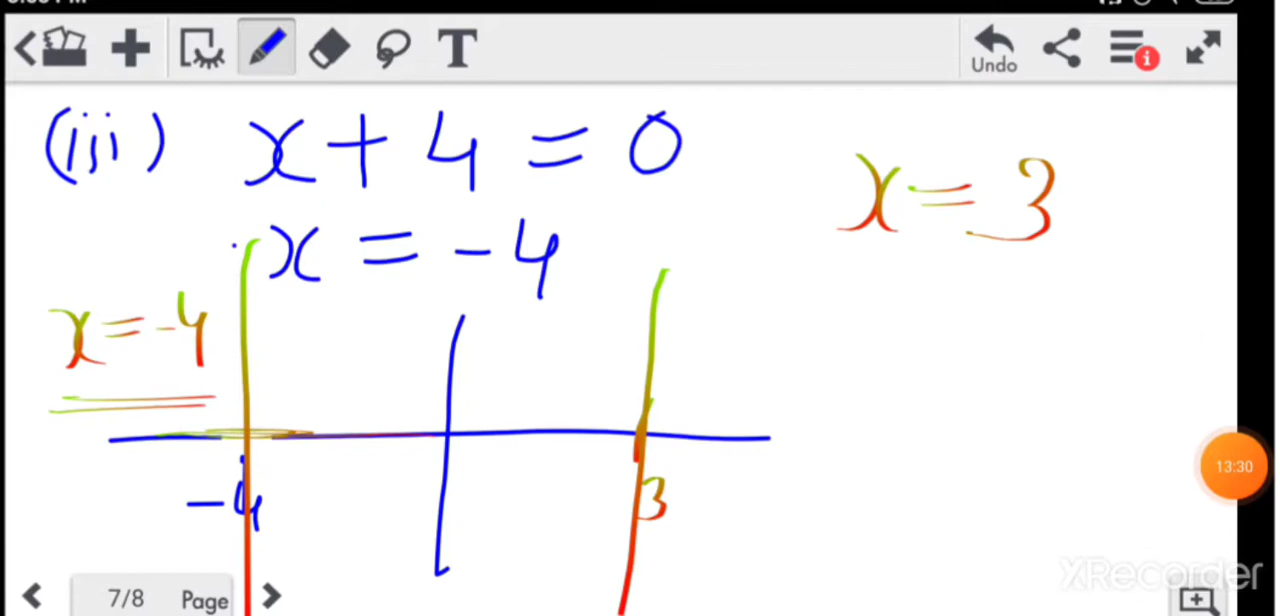 Undo
(iii) x + 4 = 0
x = 3
x = -4
x = -4
-4
3
13:30
7/8 Page
XRecorder